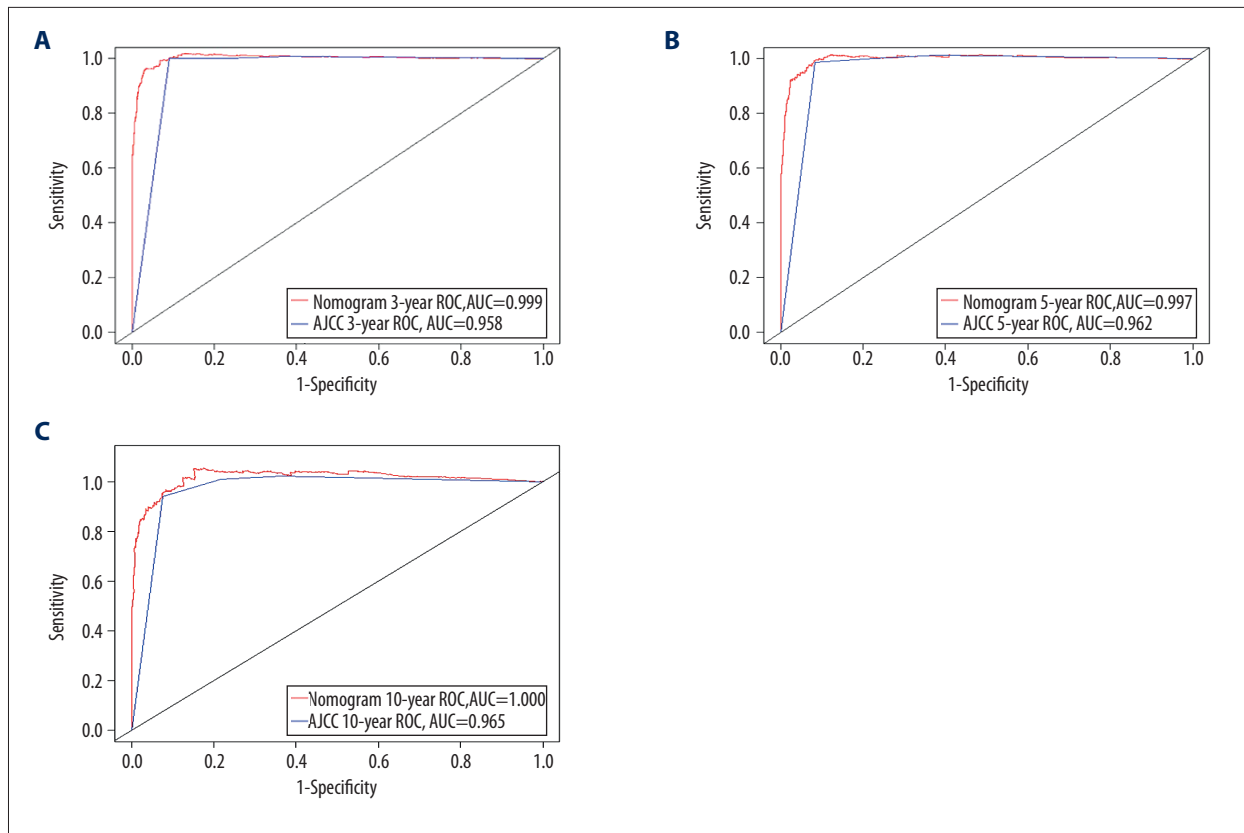 A
1.0
0.8
0.6
0.4
0.2
0.0
Sensitivity
Nomogram 3-year ROC,AUC=0.999
AJCC 3-year ROC, AUC=0.958
0.0 0.2 0.4 0.6 0.8 1.0
1-Specificity
B
1.0
0.8
0.6
0.4
0.2
0.0
Sensitivity
Nomogram 5-year ROC,AUC=0.997
AJCC 5-year ROC, AUC=0.962
0.0 0.2 0.4 0.6 0.8 1.0
1-Specificity
C
1.0
0.8
0.6
0.4
0.2
0.0
Sensitivity
Nomogram 10-year ROC,AUC=1.000
AJCC 10-year ROC, AUC=0.965
0.0 0.2 0.4 0.6 0.8 1.0
1-Specificity